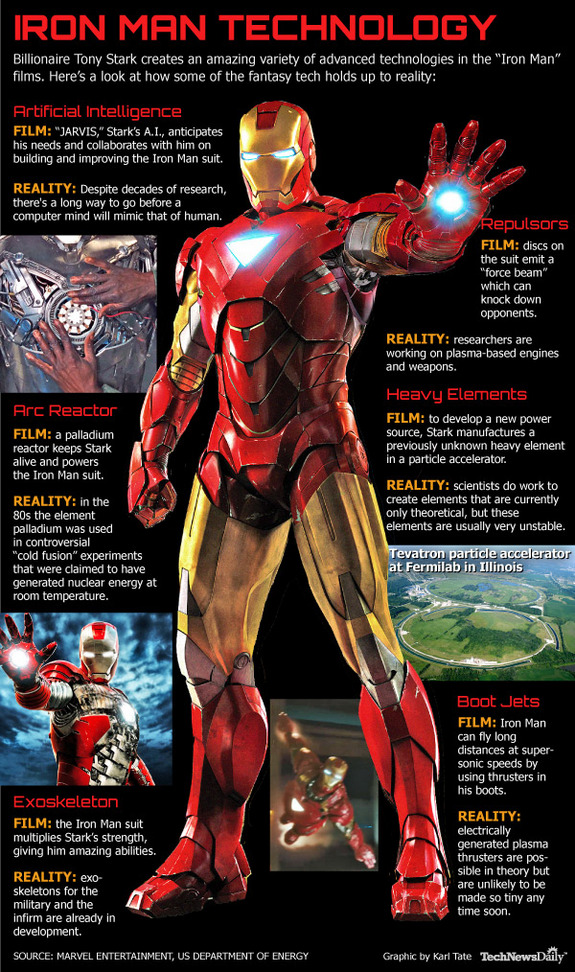 IRON MAN TECHNOLOGY
Billionaire Tony Stark creates an amazing variety of advanced technologies in the “Iron Man”
films. Here’s a look at how some of the fantasy tech holds up to reality:
Artificial Intelligence
FILM: “JARVIS,” Stark’s A.I., anticipates
his needs and collaborates with him on
building and improving the Iron Man suit.
REALITY: Despite decades of research,
there's a long way to go before a
computer mind will mimic that of human.
Repulsors
FILM: discs on
the suit emit a
“force beam”
which can
knock down
opponents.
REALITY: researchers are
working on plasma-based engines
and weapons.
Arc Reactor
FILM: a palladium
reactor keeps Stark
alive and powers
the Iron Man suit.
REALITY: in the
80s the element
palladium was used
in controversial
“cold fusion” experiments
that were claimed to have
generated nuclear energy at
room temperature.
Heavy Elements
FILM: to develop a new power
source, Stark manufactures a
previously unknown heavy element
in a particle accelerator.
REALITY: scientists do work to
create elements that are currently
only theoretical, but these
elements are usually very unstable.
Tevatron particle accelerator
at Fermilab in Illinois
Exoskeleton
FILM: the Iron Man suit
multiplies Stark’s strength,
giving him amazing abilities.
REALITY: exo-
skeletons for the
military and the
infirm are already in
development.
Boot Jets
FILM: Iron Man
can fly long
distances at super-
sonic speeds by
using thrusters in
his boots.
REALITY:
electrically
generated plasma
thrusters are pos-
sible in theory but
are unlikely to be
made so tiny any
time soon.
SOURCE: MARVEL ENTERTAINMENT, US DEPARTMENT OF ENERGY
Graphic by Karl Tate
TechNewsDaily™